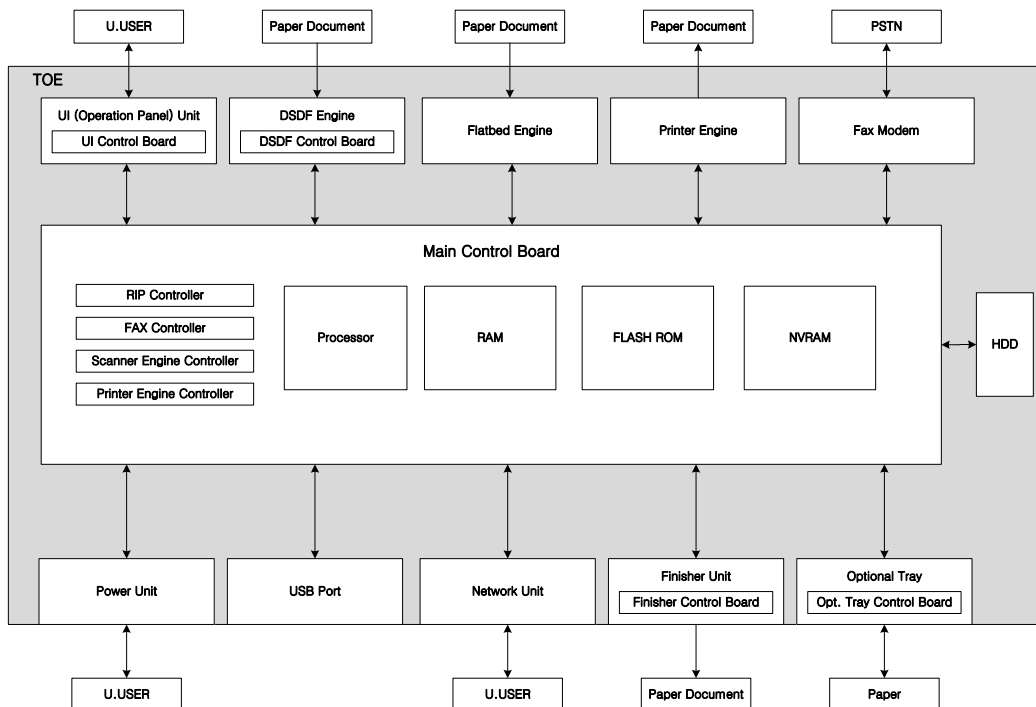 U.USER
Paper Document
Paper Document
Paper Document
PSTN
TOE
UI (Operation Panel) Unit
UI Control Board
DSDF Engine
DSDF Control Board
Flatbed Engine
Printer Engine
Fax Modem
Main Control Board
RIP Controller
FAX Controller
Scanner Engine Controller
Printer Engine Controller
Processor
RAM
FLASH ROM
NVRAM
HDD
Power Unit
USB Port
Network Unit
Finisher Unit
Finisher Control Board
Optional Tray
Opt. Tray Control Board
U.USER
U.USER
Paper Document
Paper